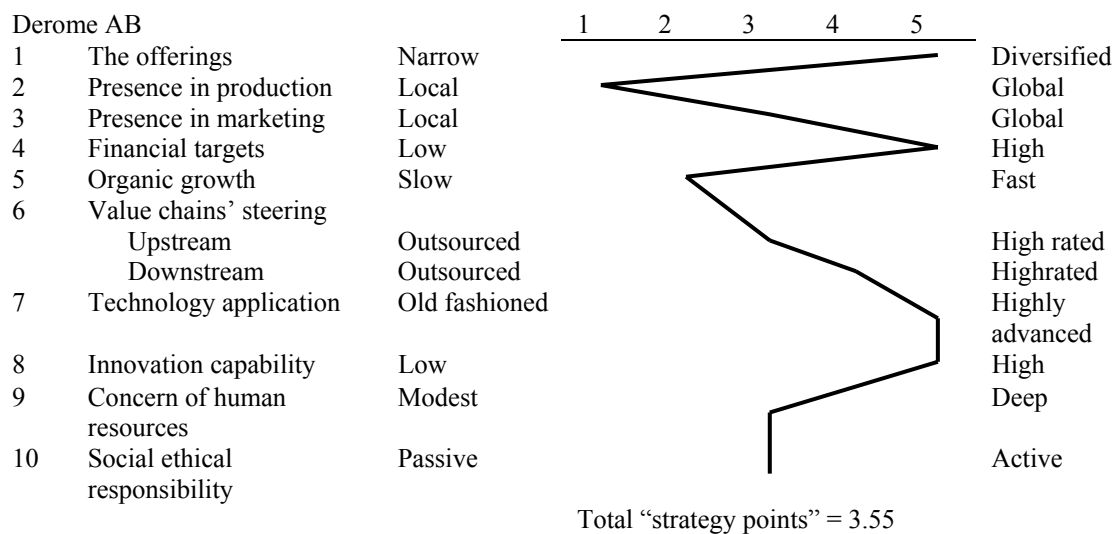 Derome AB 1 2 3 4 5
1 The offerings Narrow Diversified
2 Presence in production Local Global
3 Presence in marketing Local Global
4 Financial targets Low High
5 Organic growth Slow Fast
6 Value chains’ steering
Upstream Outsourced High rated
Downstream Outsourced Highrated
7 Technology application Old fashioned Highly
advanced
8 Innovation capability Low High
9 Concern of human Modest Deep
resources
10 Social ethical Passive Active
responsibility
Total “strategy points” = 3.55